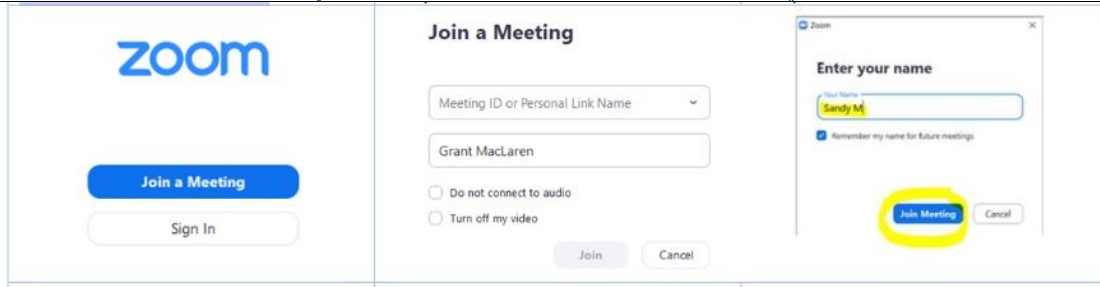 zoom
Join a Meeting
Sign In
Join a Meeting
Meeting ID or Personal Link Name
Grant MacLaren
Do not connect to audio
Turn off my video
Join Cancel
Zoom
Enter your name
Your Name
Sandy M
Remember my name for future meetings
Join Meeting Cancel